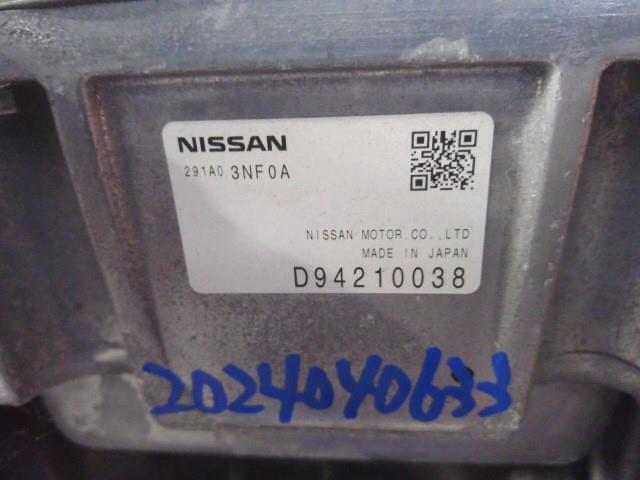 NISSAN
291A0 3NF0A
NISSAN MOTOR.CO.,LTD
MADE IN JAPAN
D94210038
2024040633